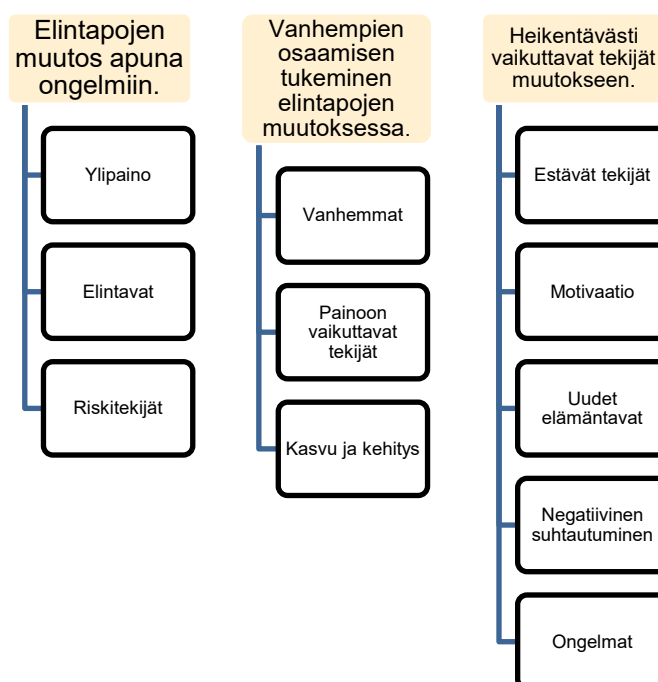 Elintapojen
muutos apuna
ongelmiin.
Ylipaino
Elintavat
Riskitekijät
Vanhempien
osaamisen
tukeminen
elintapojen
muutoksessa.
Vanhemmat
Painoon
vaikuttavat
tekijät
Kasvu ja kehitys
Heikentävästi
vaikuttavat tekijät
muutokseen.
Estävät tekijät
Motivaatio
Uudet
elämäntavat
Negatiivinen
suhtautuminen
Ongelmat